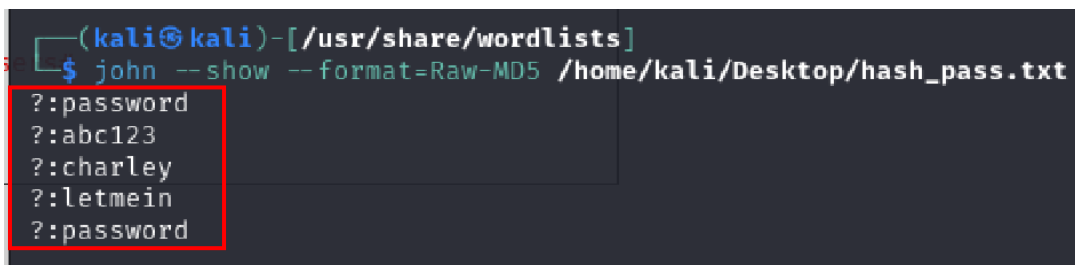 (kali㉿kali)-[/usr/share/wordlists]
$ john --show --format=Raw-MD5 /home/kali/Desktop/hash_pass.txt
?:password
?:abc123
?:charley
?:letmein
?:password